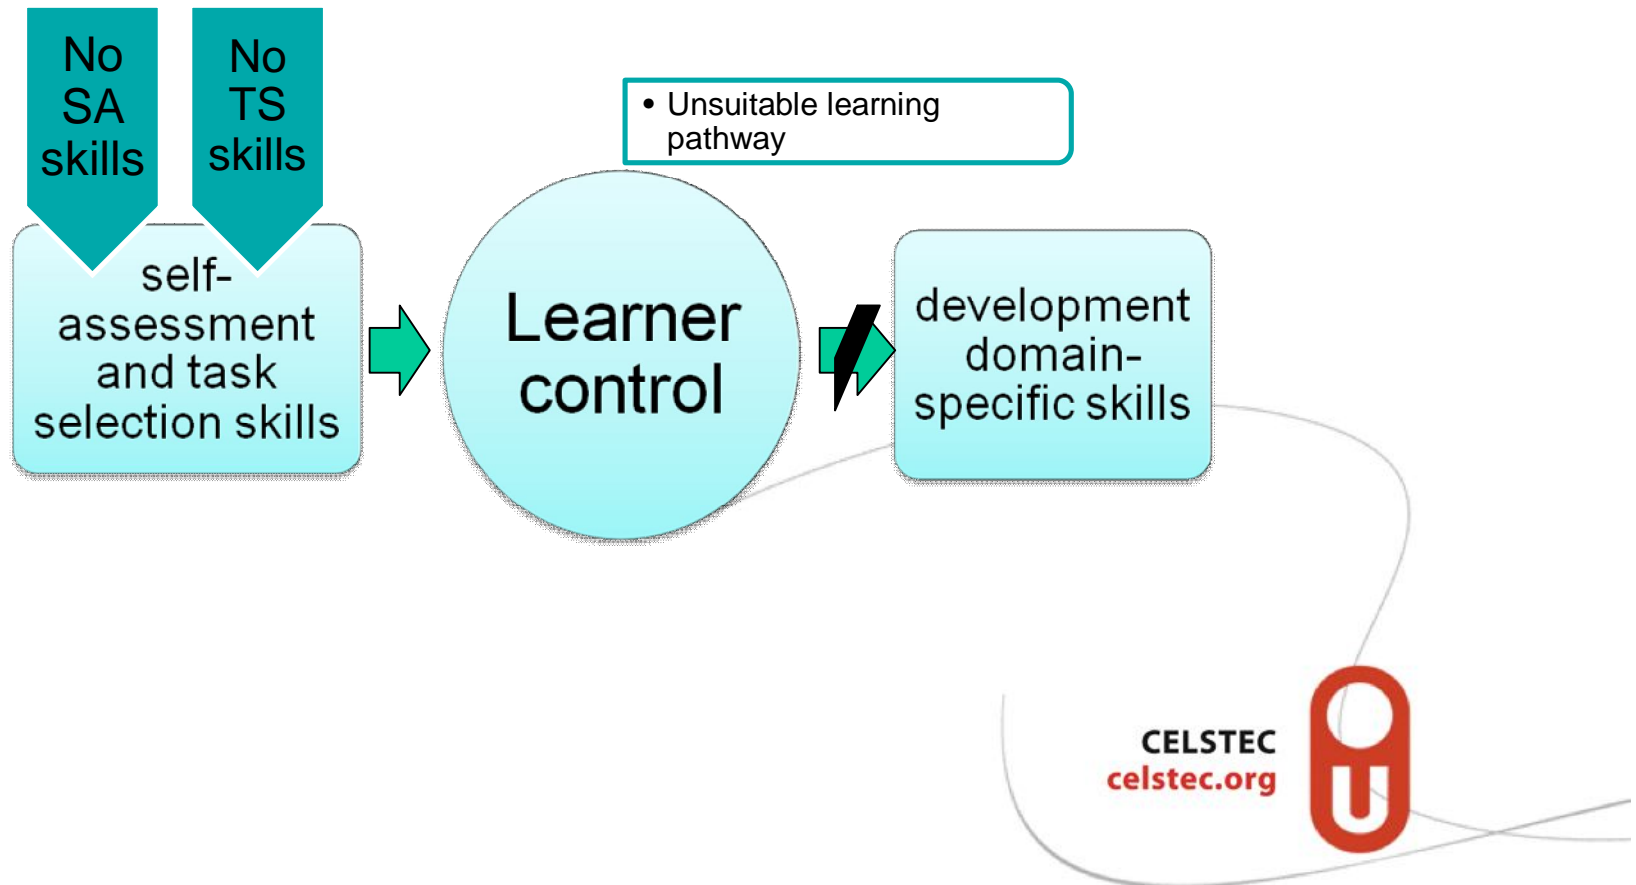 No
SA
skills
No
TS
skills
• Unsuitable learning
pathway
self-
assessment
and task
selection skills
Learner
control
development
domain-
specific skills
CELSTEC
celstec.org
U